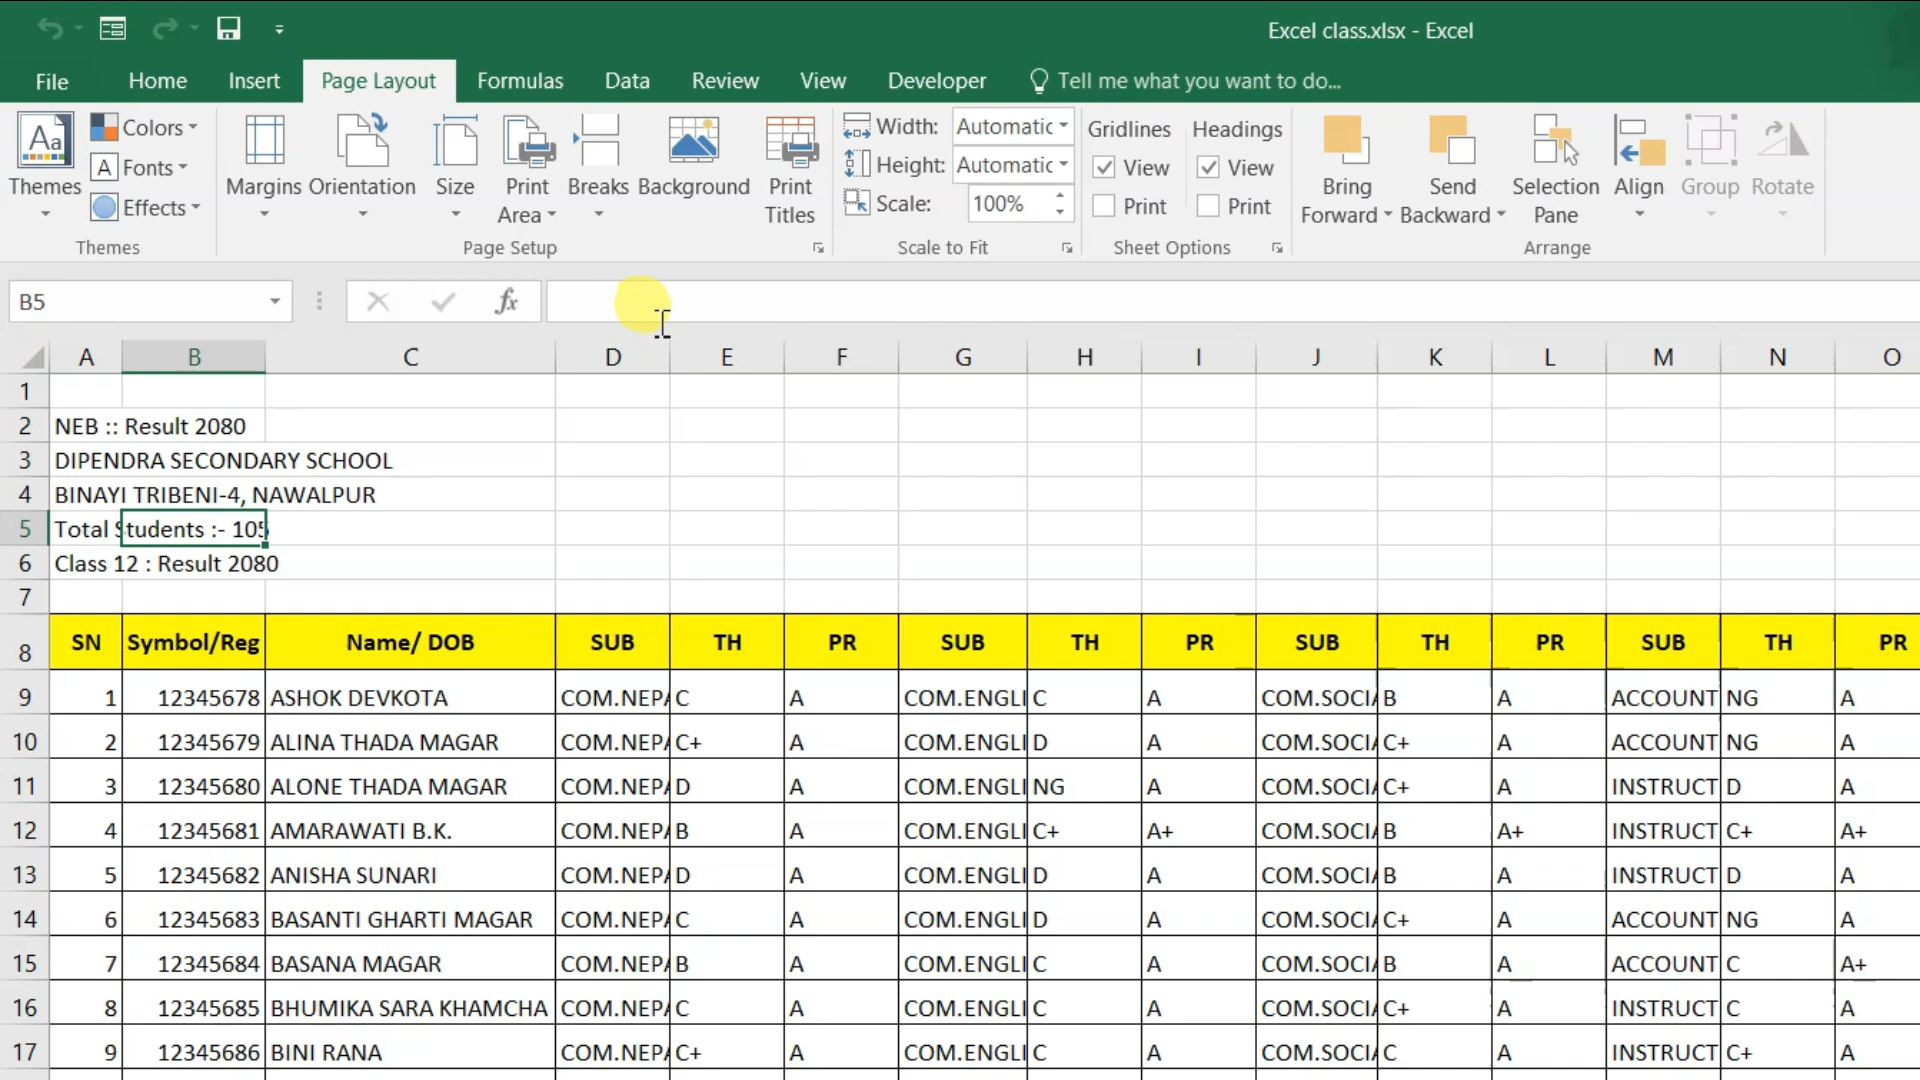 Excel class.xlsx - Excel
File Home Insert Page Layout Formulas Data Review View Developer Tell me what you want to do...
Themes
Colors
Fonts
Effects
Themes
Margins Orientation Size Print Area Breaks Background Print Titles
Page Setup
Width: Automatic
Height: Automatic
Scale: 100%
Scale to Fit
Gridlines Headings
View View
Print Print
Sheet Options
Bring Forward Send Backward Selection Pane Align Group Rotate
Arrange
B5 fx
A B C D E F G H I J K L M N O
1
2 NEB :: Result 2080
3 DIPENDRA SECONDARY SCHOOL
4 BINAYI TRIBENI-4, NAWALPUR
5 Total Students :- 105
6 Class 12 : Result 2080
7
8 SN Symbol/Reg Name/ DOB SUB TH PR SUB TH PR SUB TH PR SUB TH PR
9 1 12345678 ASHOK DEVKOTA COM.NEPA C A COM.ENGLI C A COM.SOCIA B A ACCOUNT NG A
10 2 12345679 ALINA THADA MAGAR COM.NEPA C+ A COM.ENGLI D A COM.SOCIA C+ A ACCOUNT NG A
11 3 12345680 ALONE THADA MAGAR COM.NEPA D A COM.ENGLI NG A COM.SOCIA C+ A INSTRUCT D A
12 4 12345681 AMARAWATI B.K. COM.NEPA B A COM.ENGLI C+ A+ COM.SOCIA B A+ INSTRUCT C+ A+
13 5 12345682 ANISHA SUNARI COM.NEPA D A COM.ENGLI D A COM.SOCIA B A INSTRUCT D A
14 6 12345683 BASANTI GHARTI MAGAR COM.NEPA C A COM.ENGLI D A COM.SOCIA C+ A ACCOUNT NG A
15 7 12345684 BASANA MAGAR COM.NEPA B A COM.ENGLI C A COM.SOCIA B A ACCOUNT C A+
16 8 12345685 BHUMIKA SARA KHAMCHA COM.NEPA C A COM.ENGLI C A COM.SOCIA C+ A INSTRUCT C A
17 9 12345686 BINI RANA COM.NEPA C+ A COM.ENGLI C A COM.SOCIA C A INSTRUCT C+ A